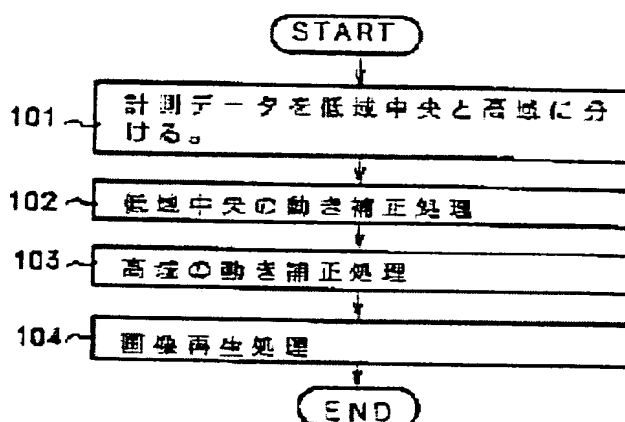 START
101 計測データを低域中央と高域に分
ける。
102 低域中央の動き補正処理
103 高域の動き補正処理
104 画像再生処理
END